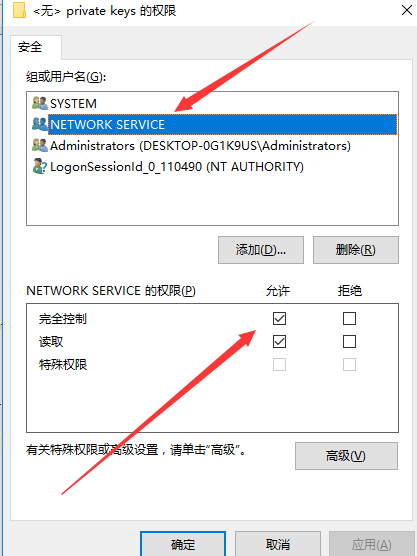 <无> private keys 的权限
安全
组或用户名(G):
SYSTEM
NETWORK SERVICE
Administrators (DESKTOP-0G1K9US\Administrators)
LogonSessionId_0_110490 (NT AUTHORITY)
添加(D)... 删除(R)
NETWORK SERVICE 的权限(P) 允许 拒绝
完全控制
读取
特殊权限
有关特殊权限或高级设置，请单击“高级”。 高级(V)
确定 取消 应用(A)